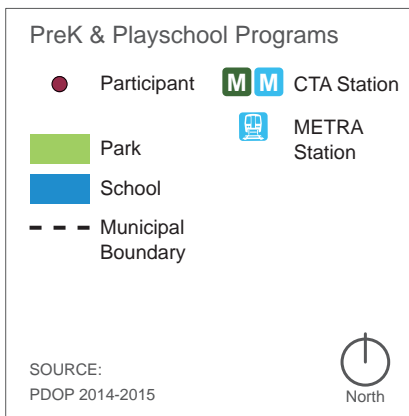 PreK & Playschool Programs
Participant
M M CTA Station
METRA
Station
Park
School
Municipal
Boundary
SOURCE:
PDOP 2014-2015
North